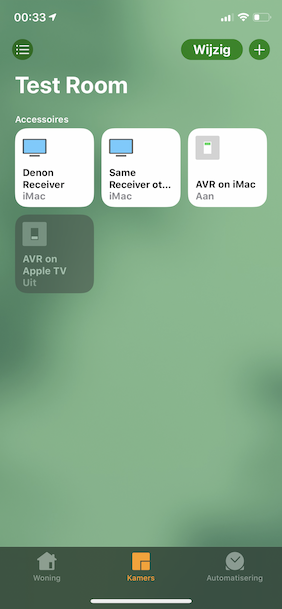 00:33
Wijzig
Test Room
Accessoires
Denon
Receiver
iMac
Same
Receiver ot...
iMac
AVR on iMac
Aan
AVR on
Apple TV
Uit
Woning
Kamers
Automatisering